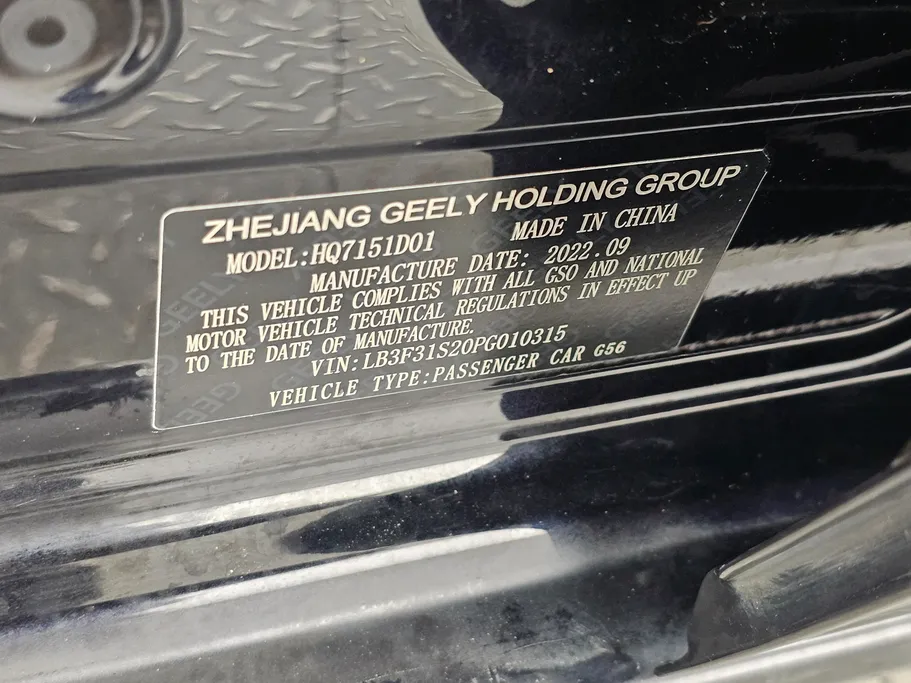 ZHEJIANG GEELY HOLDING GROUP
MODEL:HQ7151D01 MADE IN CHINA
MANUFACTURE DATE: 2022.09
THIS VEHICLE COMPLIES WITH ALL GSO AND NATIONAL
MOTOR VEHICLE TECHNICAL REGULATIONS IN EFFECT UP
TO THE DATE OF MANUFACTURE.
VIN:LB3F31S20PG010315
VEHICLE TYPE:PASSENGER CAR G56